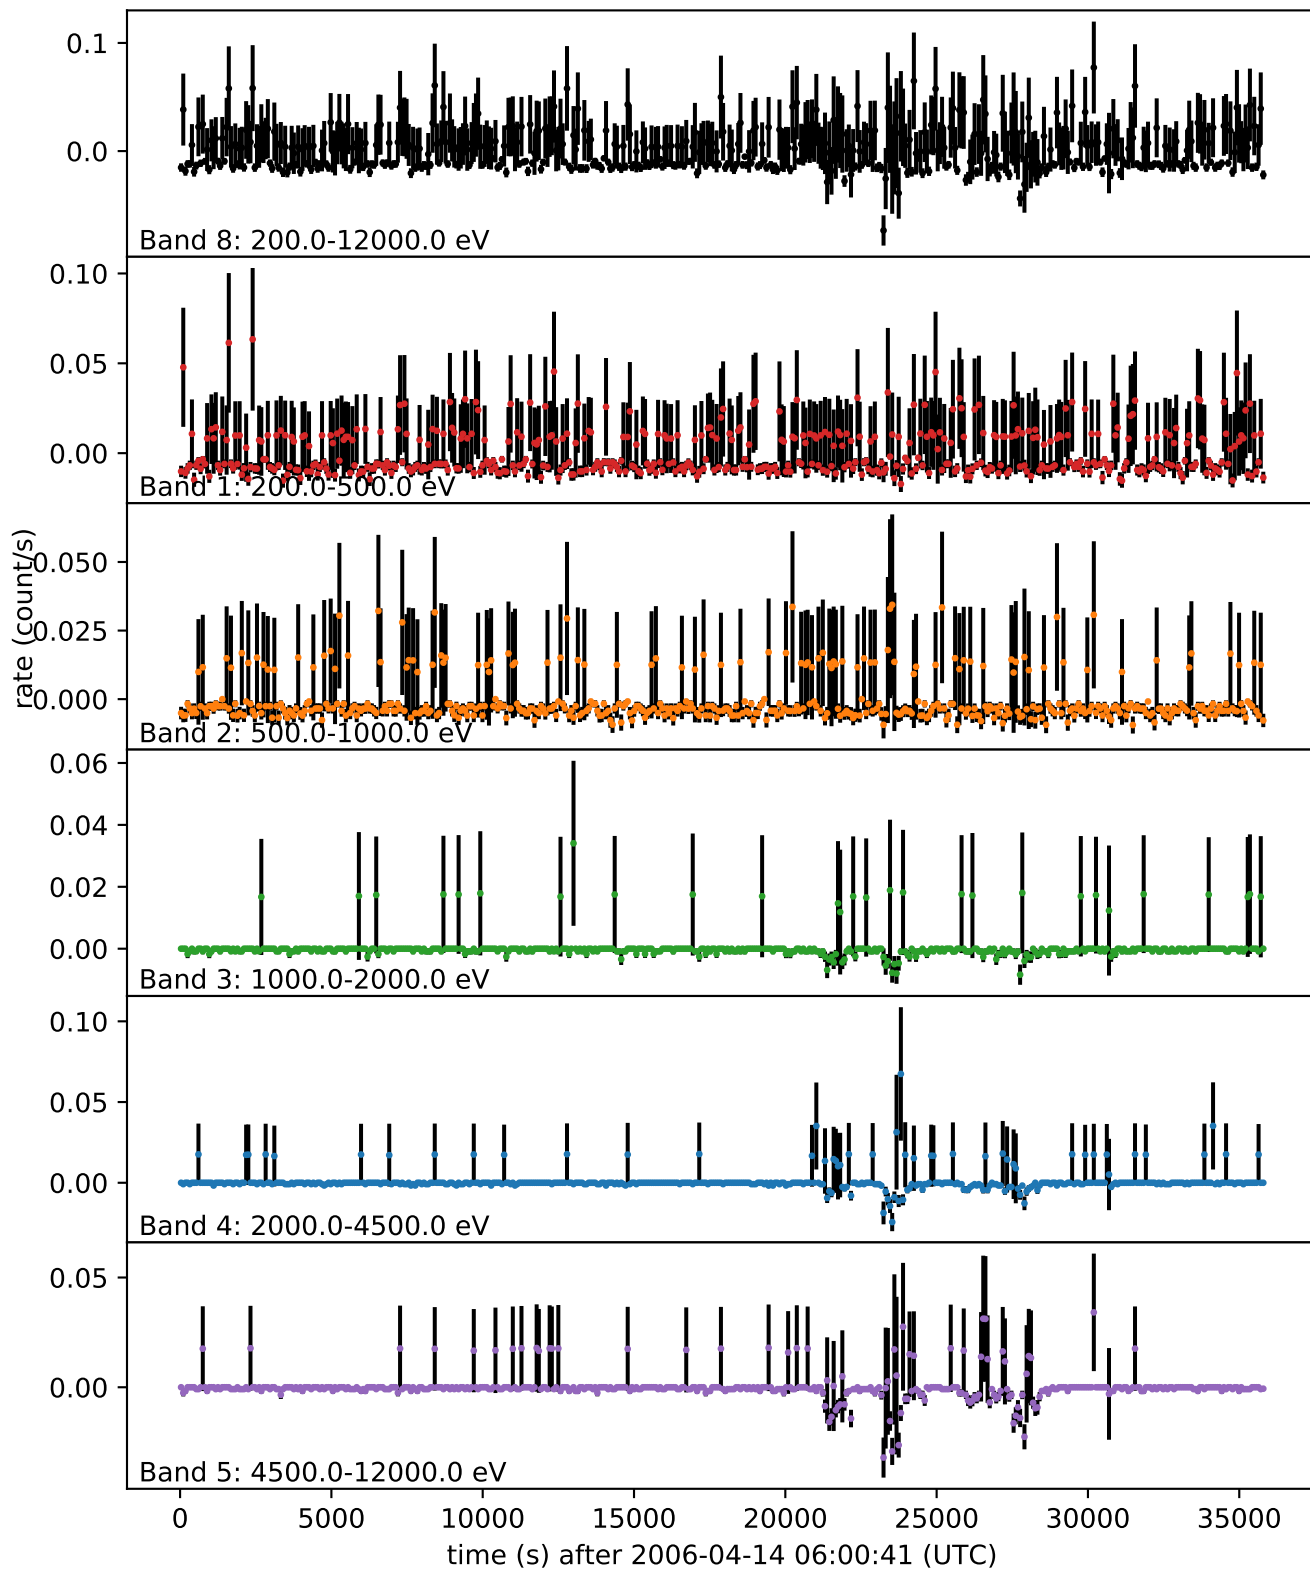 0.1
0.0
Band 8: 200.0-12000.0 eV
0.10
0.05
0.00
Band 1: 200.0-500.0 eV
rate (count/s)
0.050
0.025
0.000
Band 2: 500.0-1000.0 eV
0.06
0.04
0.02
0.00
Band 3: 1000.0-2000.0 eV
0.10
0.05
0.00
Band 4: 2000.0-4500.0 eV
0.05
0.00
Band 5: 4500.0-12000.0 eV
0 5000 10000 15000 20000 25000 30000 35000
time (s) after 2006-04-14 06:00:41 (UTC)